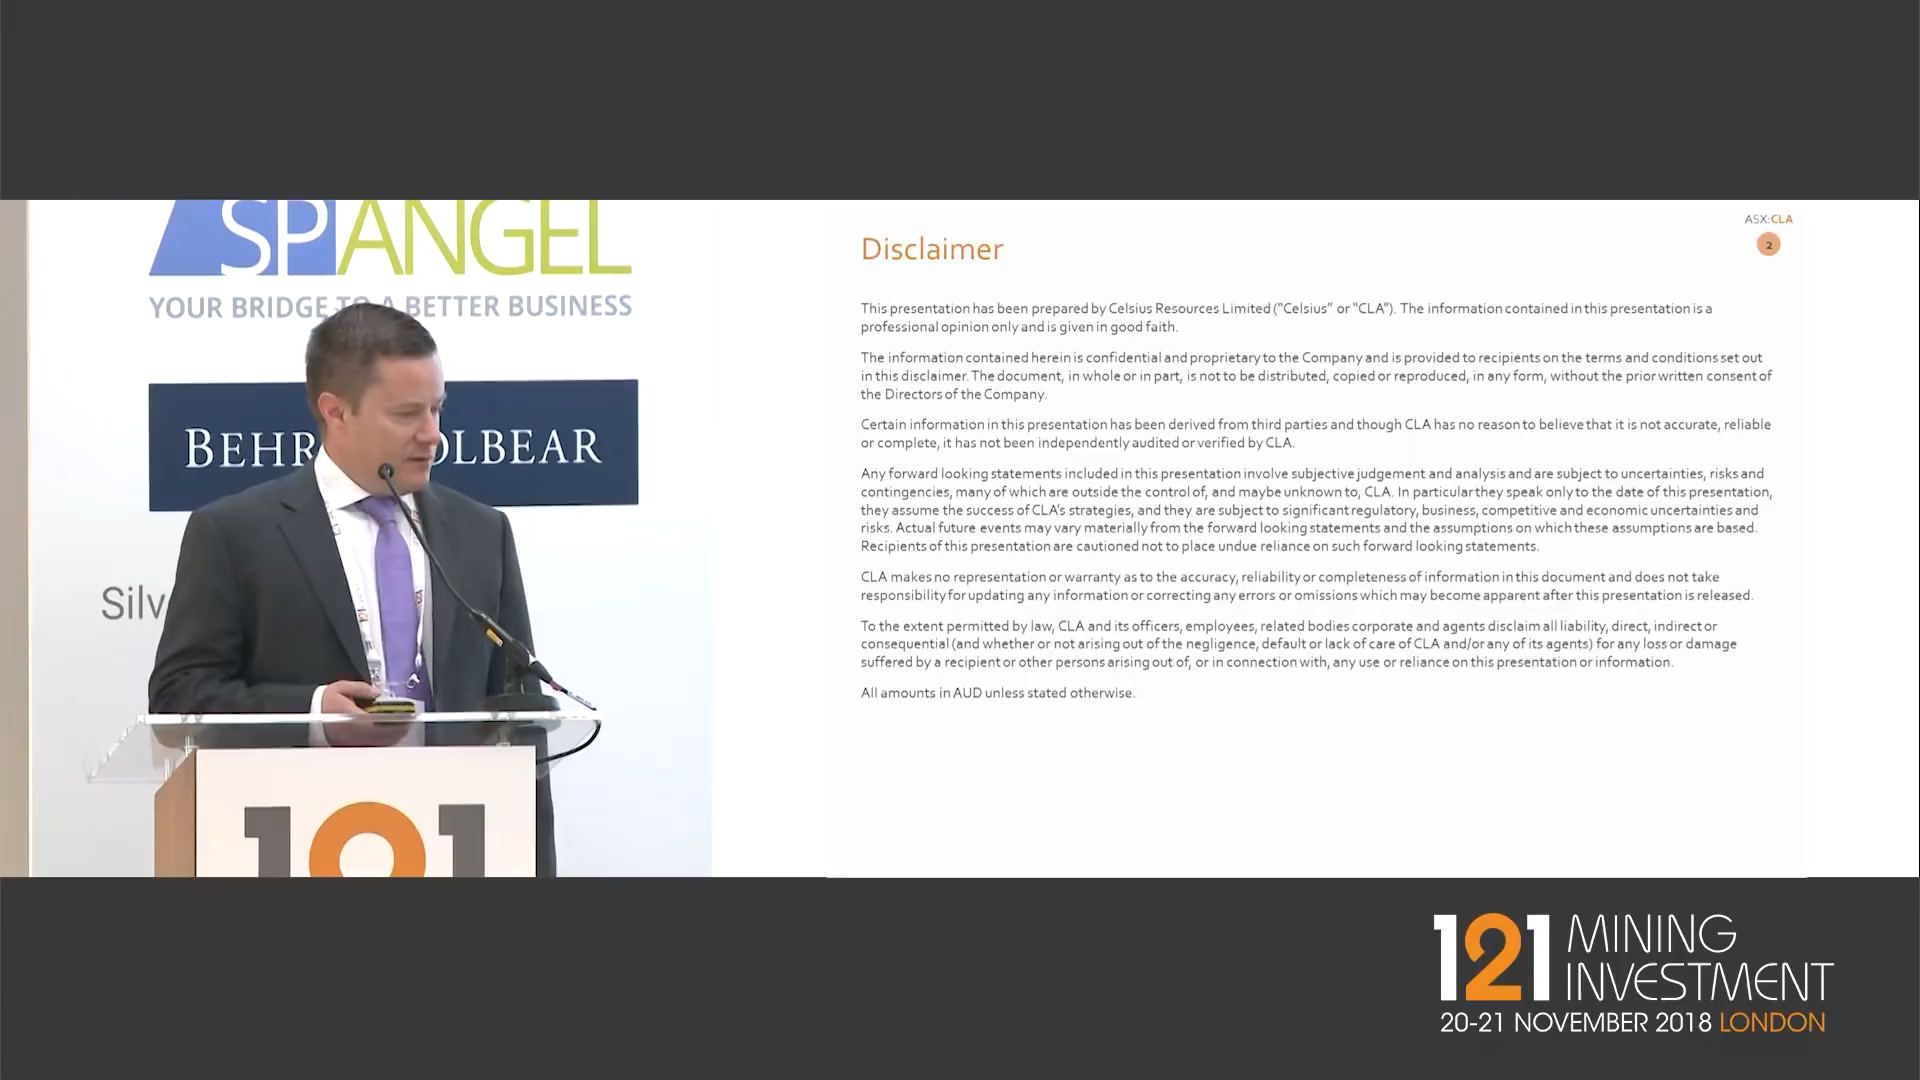 SP ANGEL
YOUR BRIDGE TO A BETTER BUSINESS
BEHR OLBEAR
Silv
121
ASX:CLA
2
Disclaimer
This presentation has been prepared by Celsius Resources Limited (“Celsius” or “CLA”). The information contained in this presentation is a
professional opinion only and is given in good faith.
The information contained herein is confidential and proprietary to the Company and is provided to recipients on the terms and conditions set out
in this disclaimer. The document, in whole or in part, is not to be distributed, copied or reproduced, in any form, without the prior written consent of
the Directors of the Company.
Certain information in this presentation has been derived from third parties and though CLA has no reason to believe that it is not accurate, reliable
or complete, it has not been independently audited or verified by CLA.
Any forward looking statements included in this presentation involve subjective judgement and analysis and are subject to uncertainties, risks and
contingencies, many of which are outside the control of, and maybe unknown to, CLA. In particular they speak only to the date of this presentation,
they assume the success of CLA’s strategies, and they are subject to significant regulatory, business, competitive and economic uncertainties and
risks. Actual future events may vary materially from the forward looking statements and the assumptions on which these assumptions are based.
Recipients of this presentation are cautioned not to place undue reliance on such forward looking statements.
CLA makes no representation or warranty as to the accuracy, reliability or completeness of information in this document and does not take
responsibility for updating any information or correcting any errors or omissions which may become apparent after this presentation is released.
To the extent permitted by law, CLA and its officers, employees, related bodies corporate and agents disclaim all liability, direct, indirect or
consequential (and whether or not arising out of the negligence, default or lack of care of CLA and/or any of its agents) for any loss or damage
suffered by a recipient or other persons arising out of, or in connection with, any use or reliance on this presentation or information.
All amounts in AUD unless stated otherwise.
121 MINING
INVESTMENT
20-21 NOVEMBER 2018 LONDON